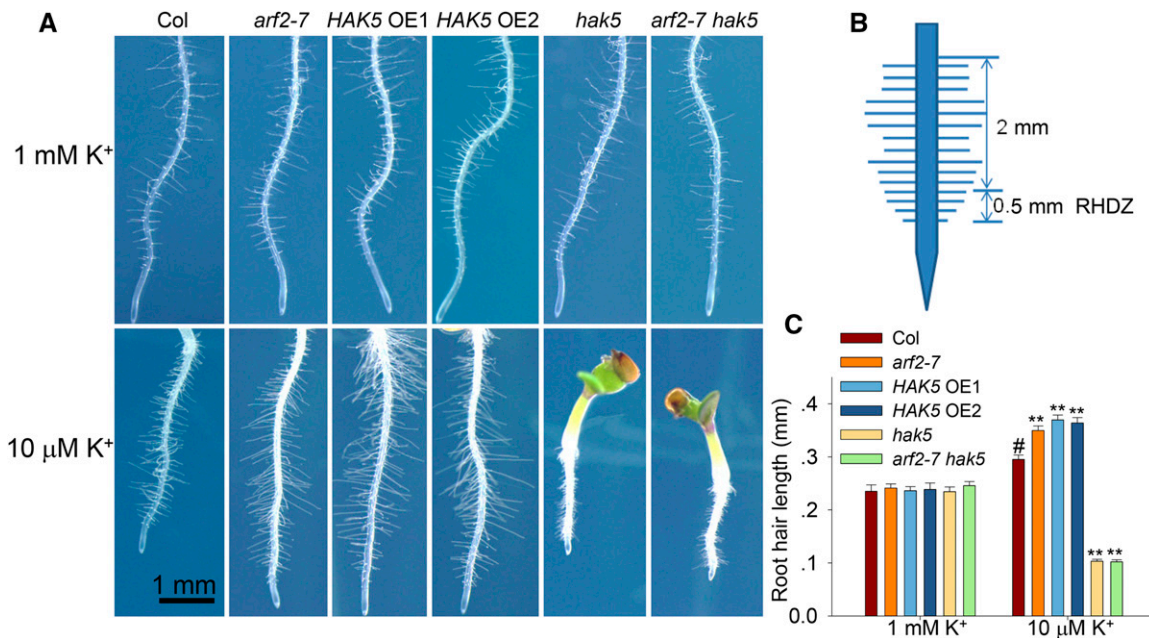 A
Col arf2-7 HAK5 OE1 HAK5 OE2 hak5 arf2-7 hak5
1 mM K+
10 µM K+
1 mm
B
2 mm
0.5 mm RHDZ
C
Col
arf2-7
HAK5 OE1
HAK5 OE2
hak5
arf2-7 hak5
Root hair length (mm)
.4
.3
.2
.1
0.0
# ** ** ** ** **
1 mM K+ 10 µM K+